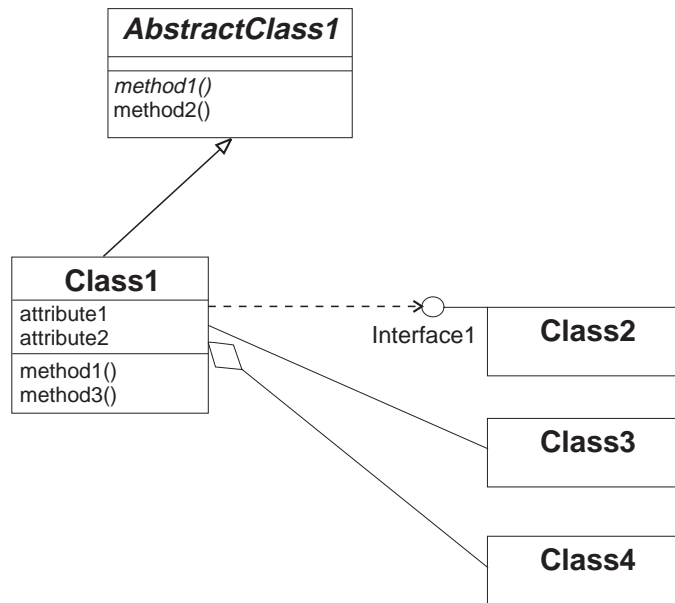 AbstractClass1
method1()
method2()
Class1
attribute1
attribute2
method1()
method3()
Interface1
Class2
Class3
Class4